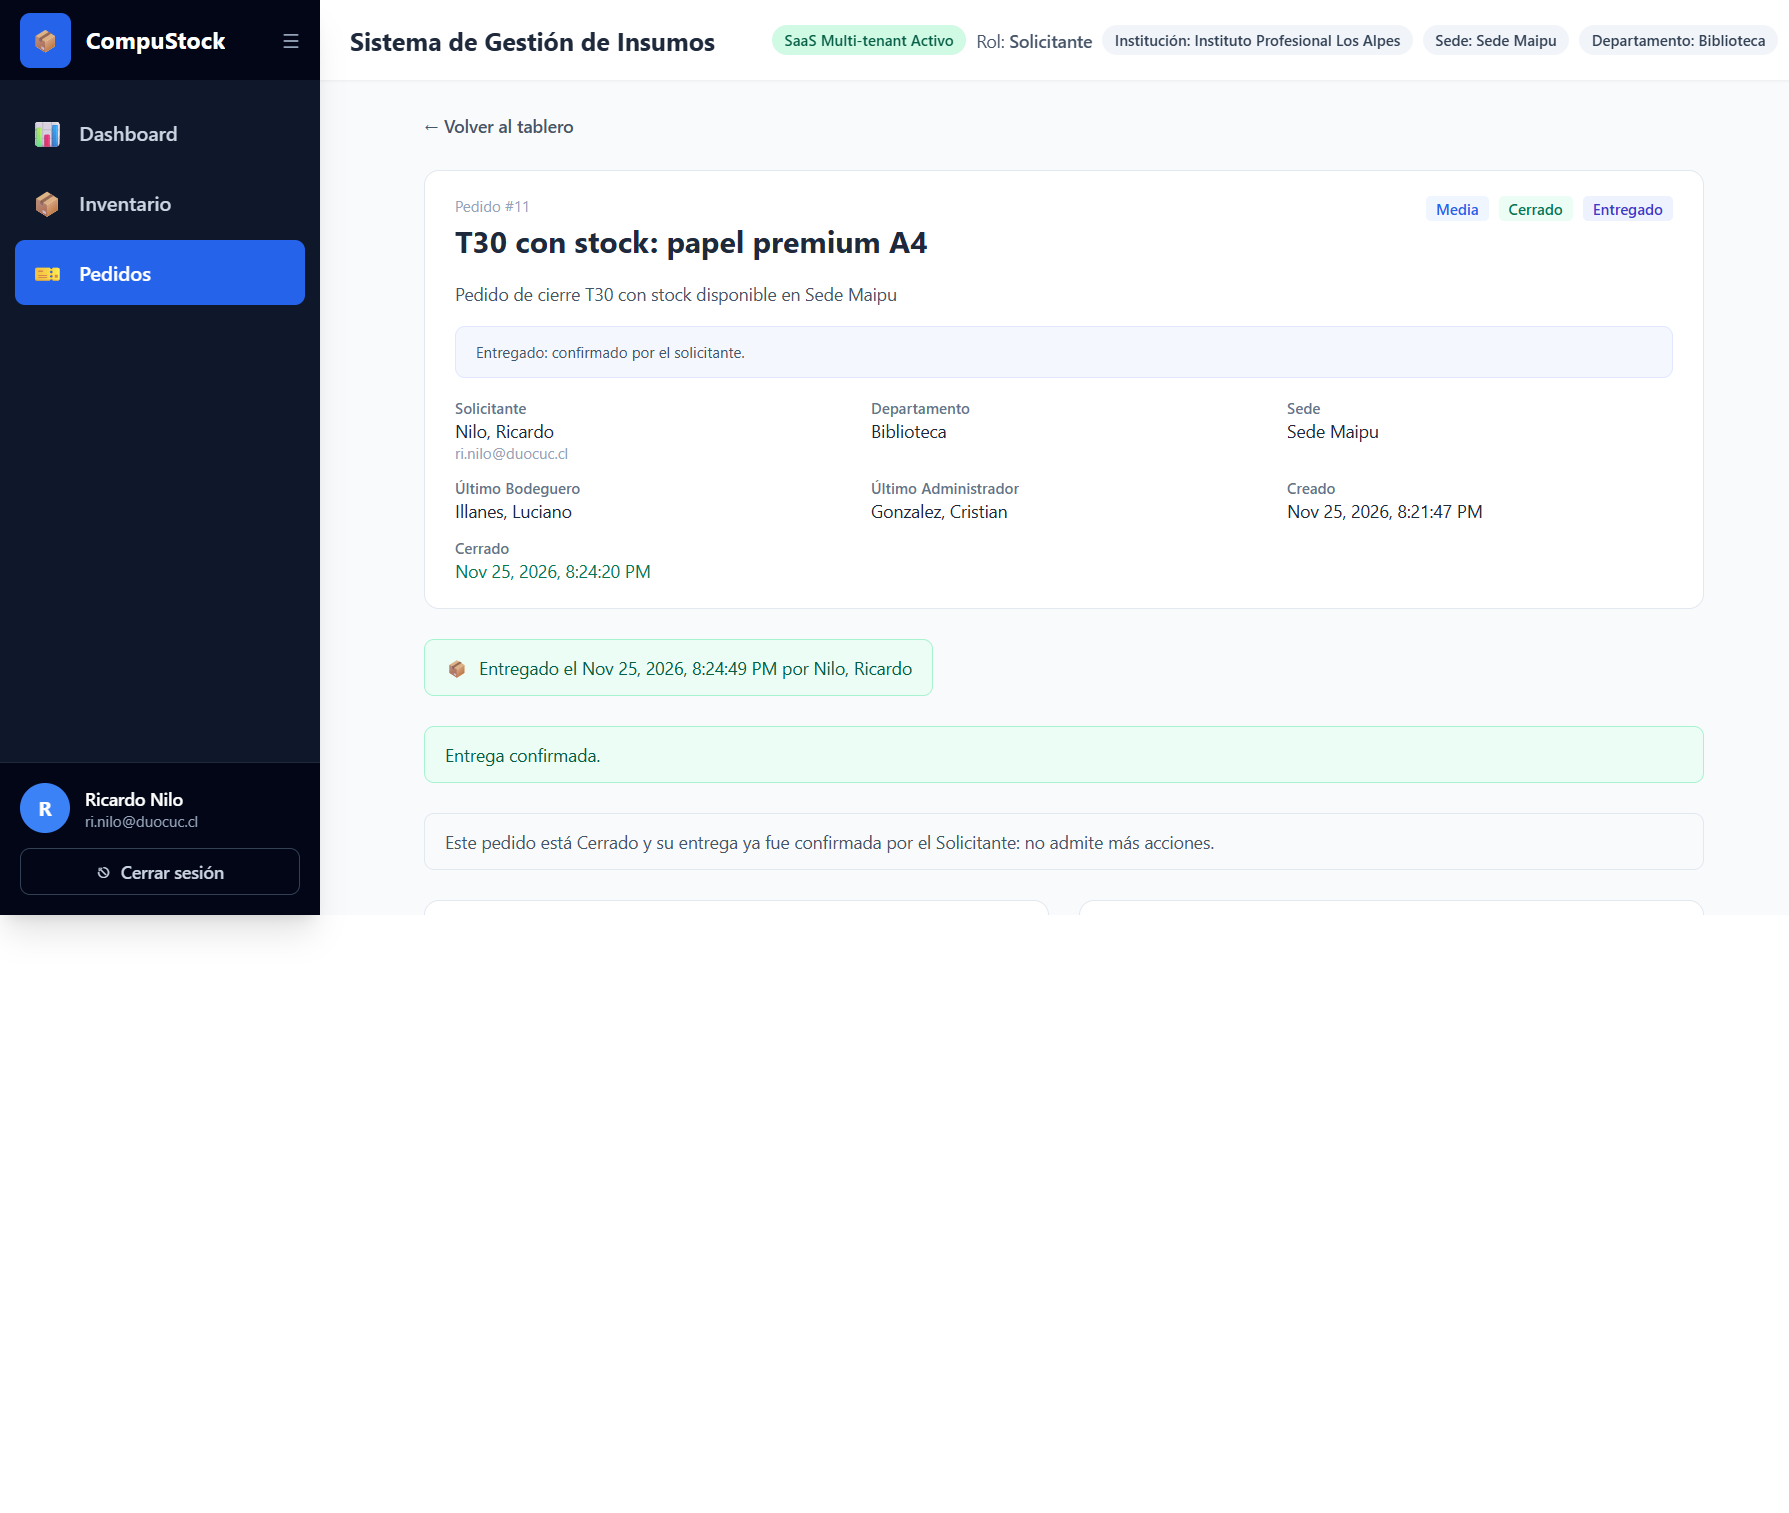 CompuStock
☰
Sistema de Gestión de Insumos
SaaS Multi-tenant Activo
Rol: Solicitante
Institución: Instituto Profesional Los Alpes
Sede: Sede Maipu
Departamento: Biblioteca
Dashboard
Inventario
Pedidos
← Volver al tablero
Pedido #11
Media
Cerrado
Entregado
T30 con stock: papel premium A4
Pedido de cierre T30 con stock disponible en Sede Maipu
Entregado: confirmado por el solicitante.
Solicitante
Nilo, Ricardo
ri.nilo@duocuc.cl
Departamento
Biblioteca
Sede
Sede Maipu
Último Bodeguero
Illanes, Luciano
Último Administrador
Gonzalez, Cristian
Creado
Nov 25, 2026, 8:21:47 PM
Cerrado
Nov 25, 2026, 8:24:20 PM
Entregado el Nov 25, 2026, 8:24:49 PM por Nilo, Ricardo
Entrega confirmada.
Este pedido está Cerrado y su entrega ya fue confirmada por el Solicitante: no admite más acciones.
R
Ricardo Nilo
ri.nilo@duocuc.cl
Cerrar sesión